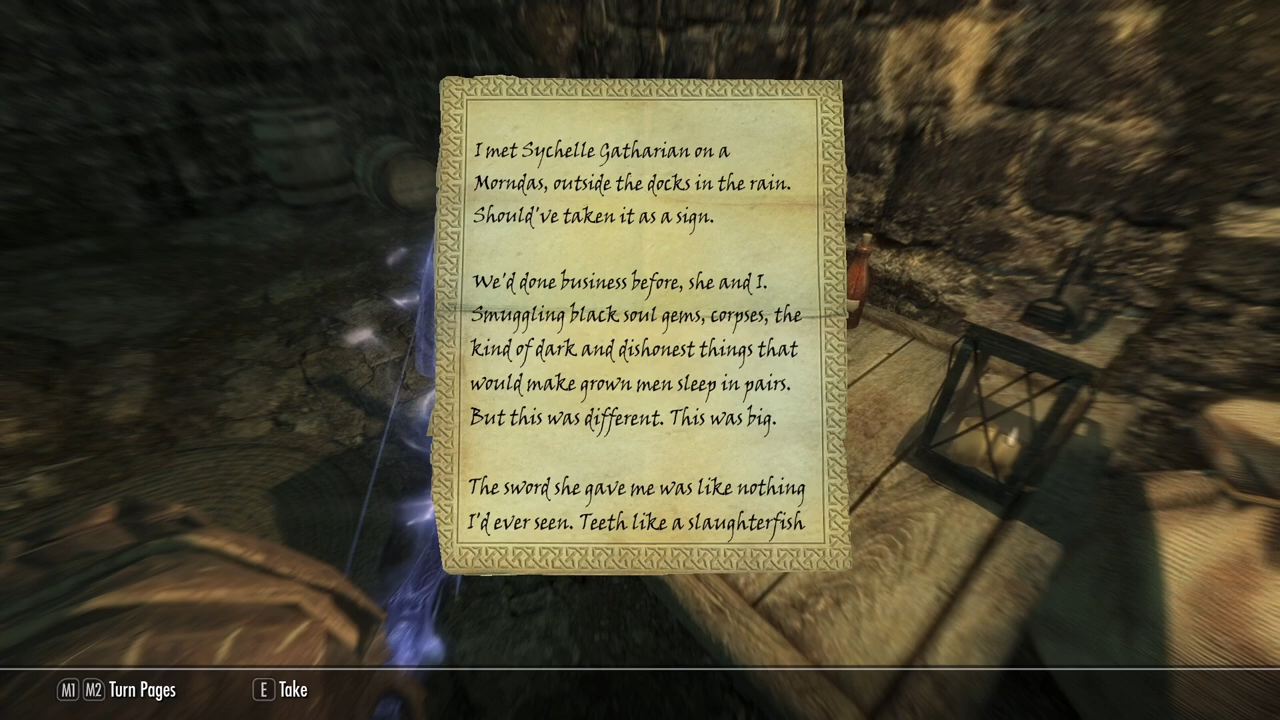 I met Sychelle Gatharian on a
Morndas, outside the docks in the rain.
Should've taken it as a sign.
We'd done business before, she and I.
Smuggling black soul gems, corpses, the
kind of dark and dishonest things that
would make grown men sleep in pairs.
But this was different. This was big.
The sword she gave me was like nothing
I'd ever seen. Teeth like a slaughterfish
M1 M2 Turn Pages E Take